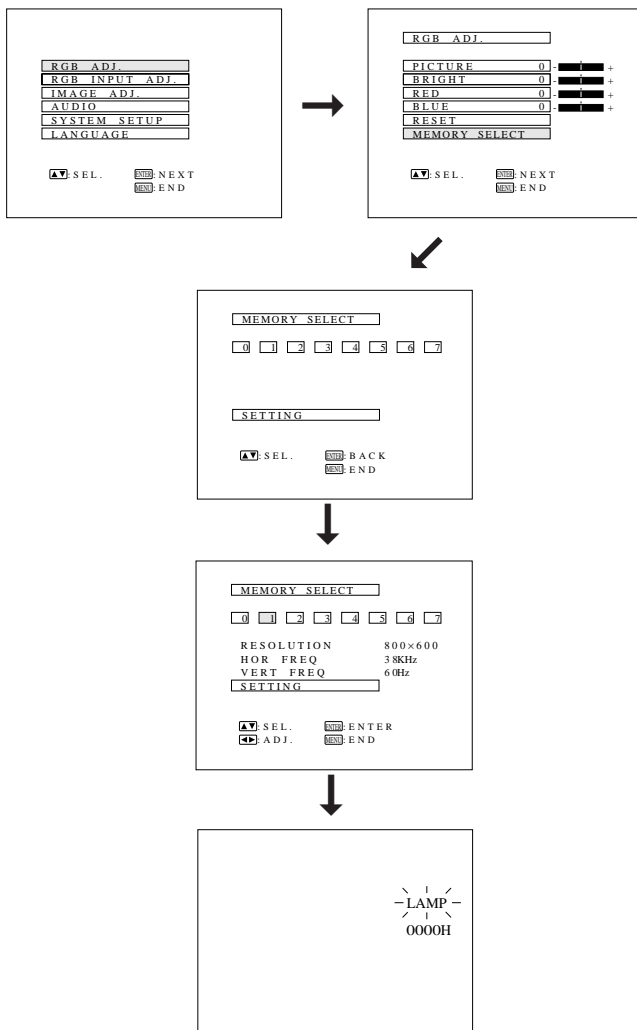 RGB ADJ.
RGB INPUT ADJ.
IMAGE ADJ.
AUDIO
SYSTEM SETUP
LANGUAGE
▲▼:SEL. ENTER:NEXT
MENU:END
RGB ADJ.
PICTURE 0 - +
BRIGHT 0 - +
RED 0 - +
BLUE 0 - +
RESET
MEMORY SELECT
▲▼:SEL. ENTER:NEXT
MENU:END
MEMORY SELECT
0 1 2 3 4 5 6 7
SETTING
▲▼:SEL. ENTER:BACK
MENU:END
MEMORY SELECT
0 1 2 3 4 5 6 7
RESOLUTION 800×600
HOR FREQ 38KHz
VERT FREQ 60Hz
SETTING
▲▼:SEL. ENTER:ENTER
◀▶:ADJ. MENU:END
LAMP
0000H